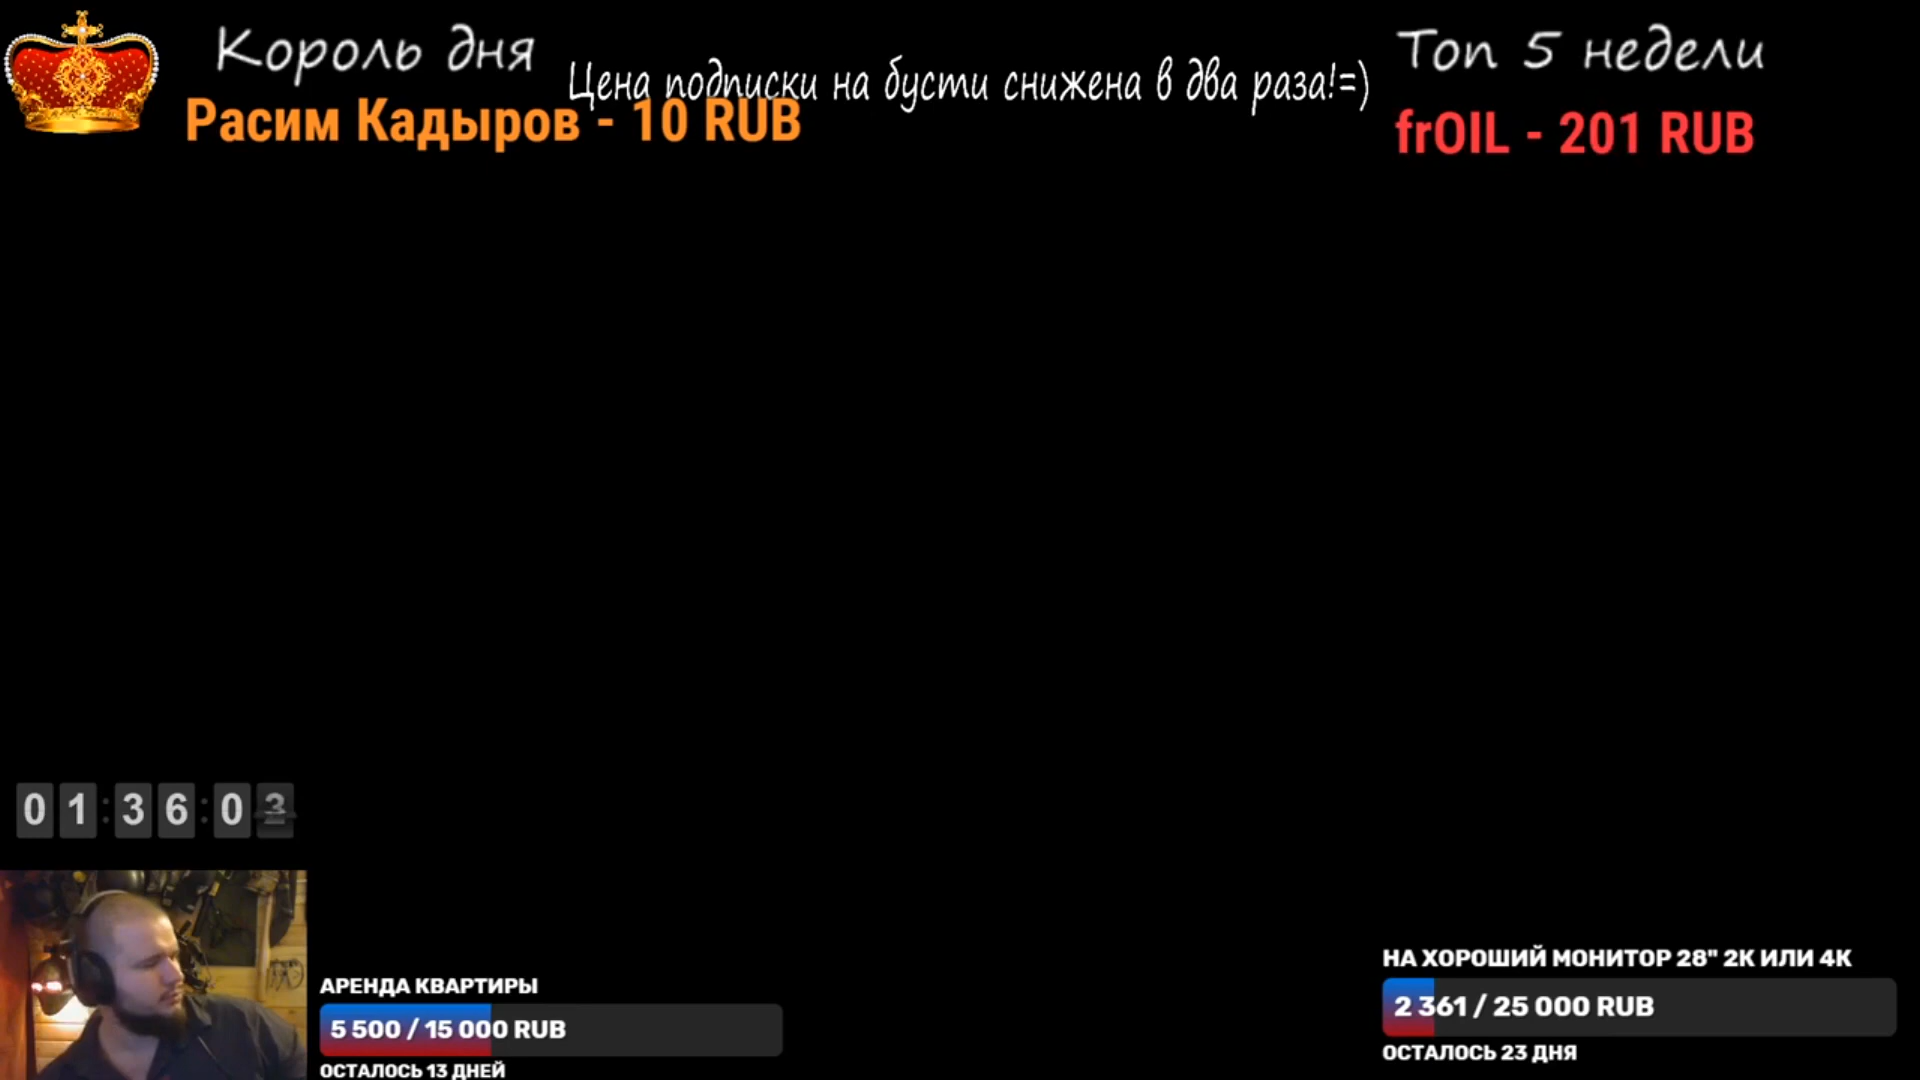 Король дня
Расим Кадыров - 10 RUB
Цена подписки на бусти снижена в два раза!=)
Топ 5 недели
frOIL - 201 RUB
01:36:0
АРЕНДА КВАРТИРЫ
5 500 / 15 000 RUB
ОСТАЛОСЬ 13 ДНЕЙ
НА ХОРОШИЙ МОНИТОР 28" 2К ИЛИ 4К
2 361 / 25 000 RUB
ОСТАЛОСЬ 23 ДНЯ